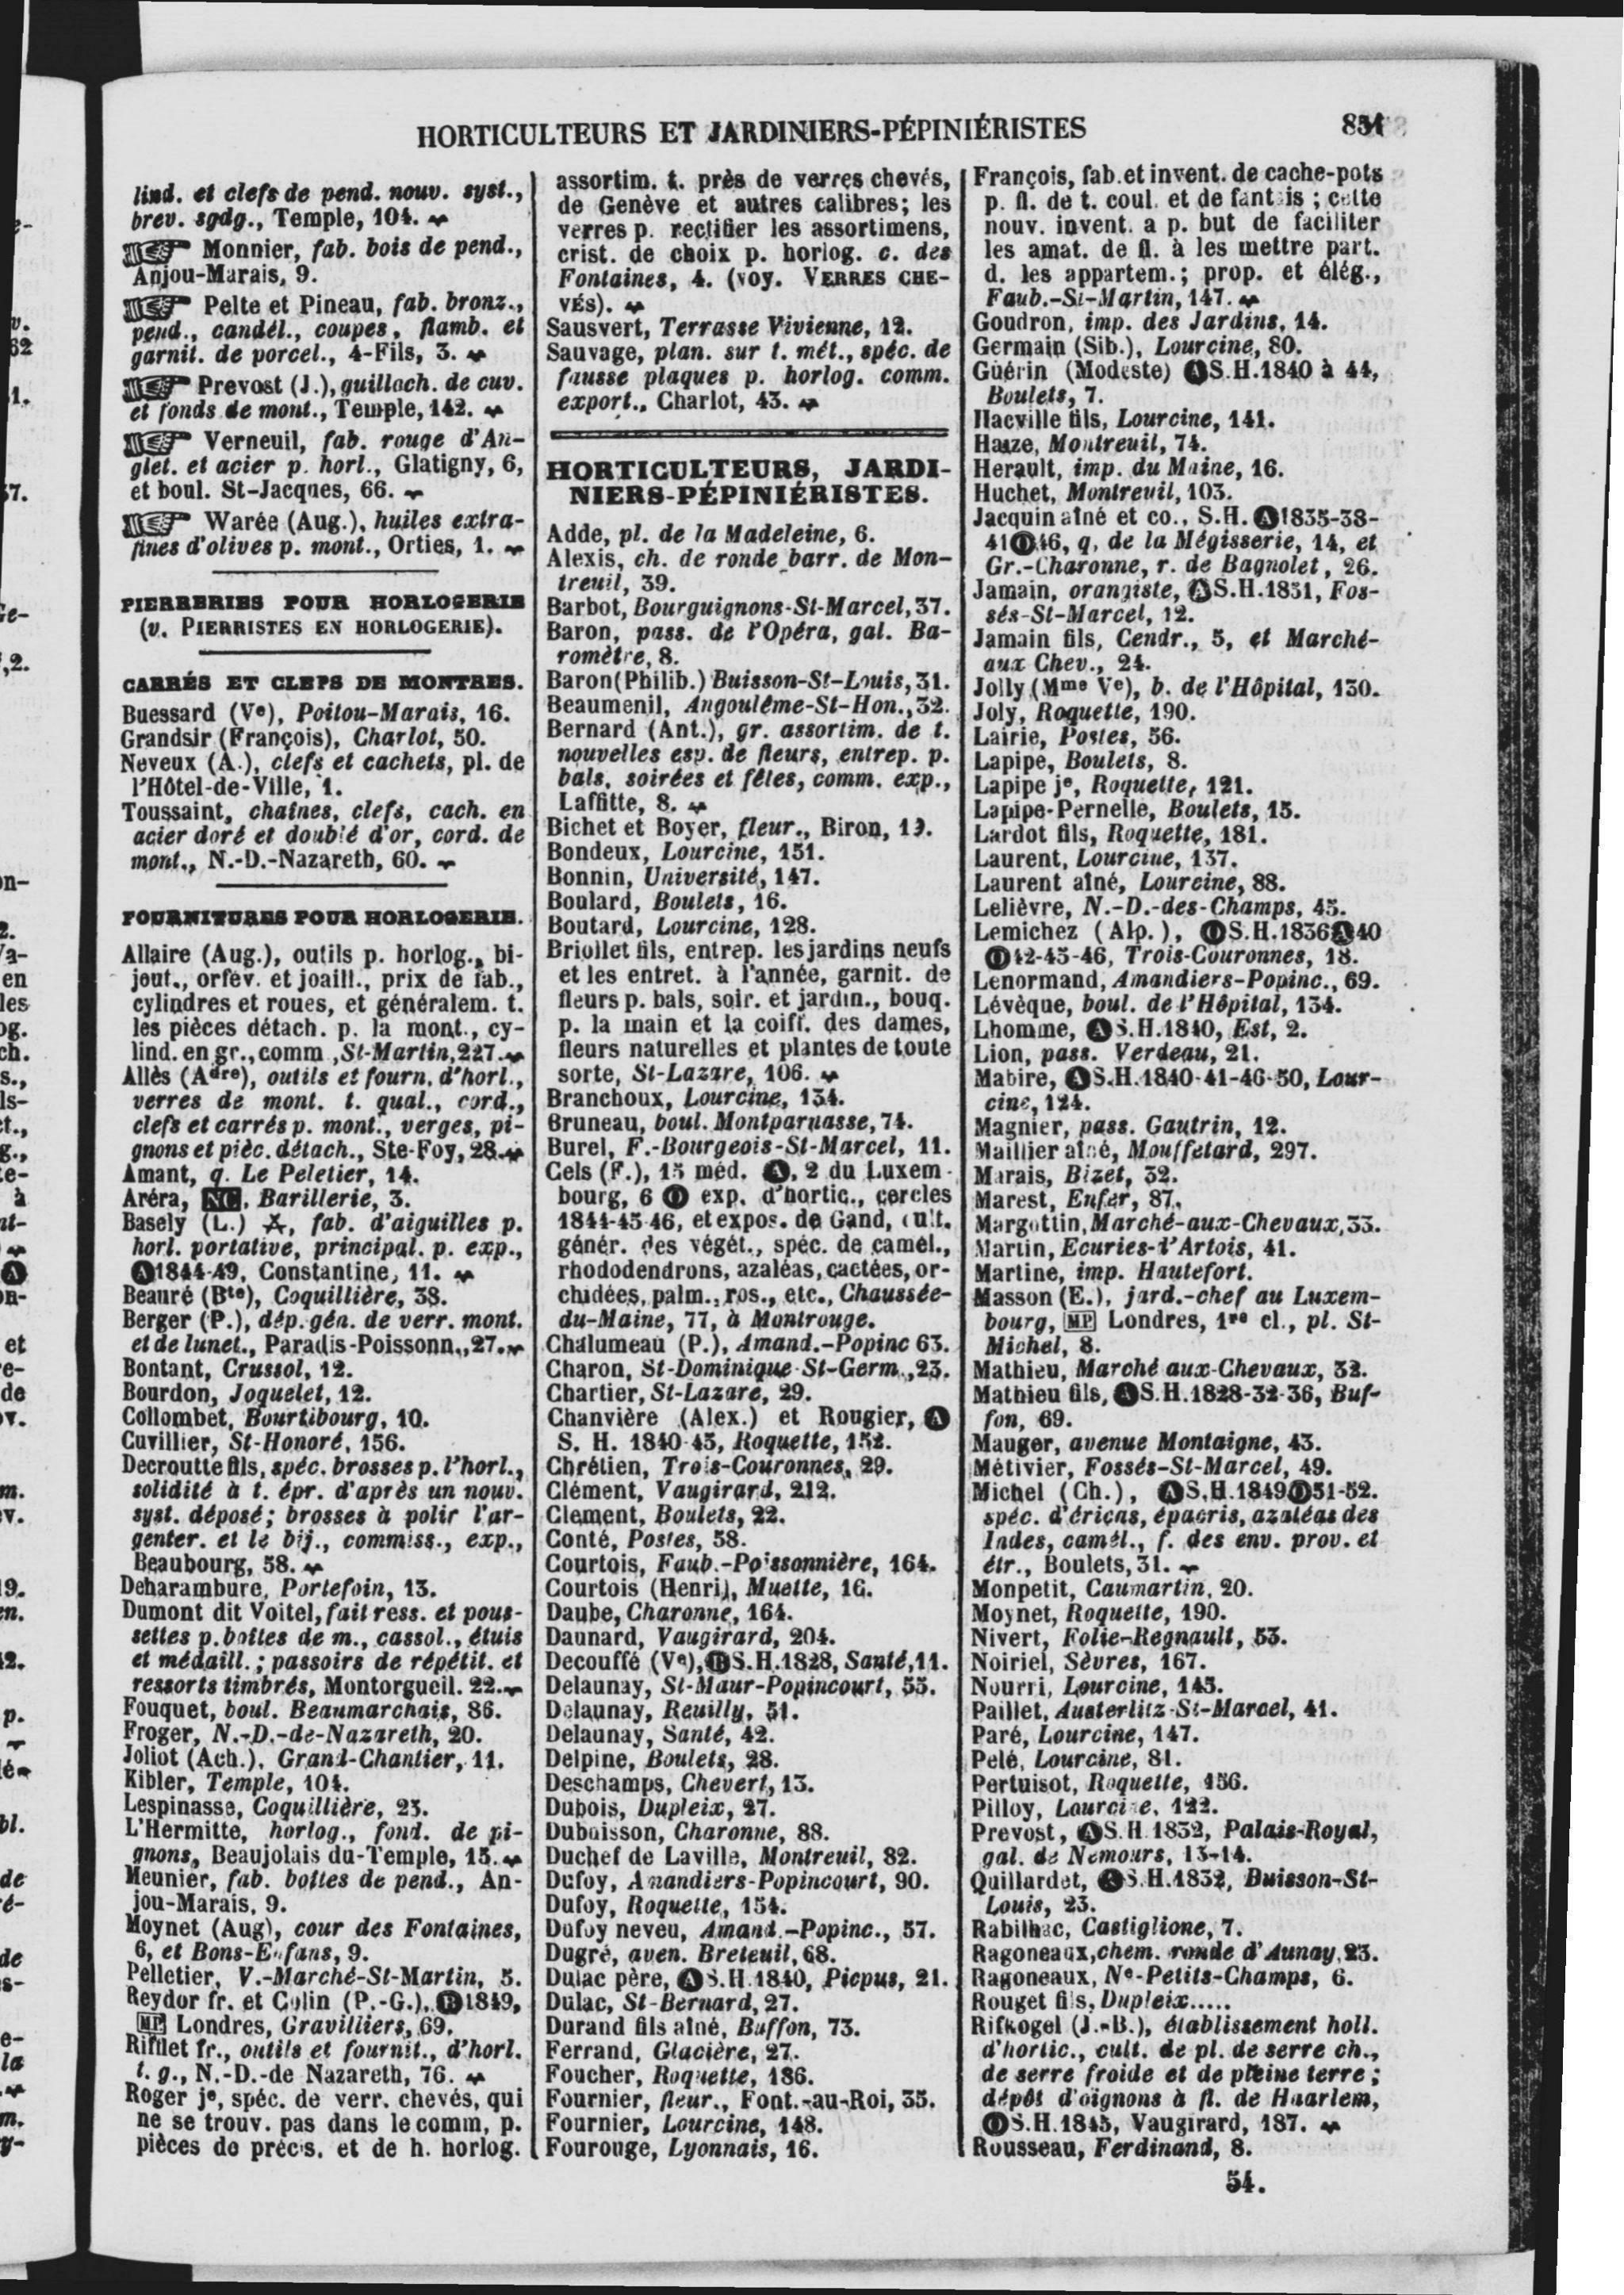 HORTICULTEURS ET JARDINIERS-PÉPINIÉRISTES
lind. et clefs de pend. nouv. syst.,
brev. sgdg., Temple, 104.
Monnier, fab. bois de pend.,
Anjou-Marais, 9.
Pelte et Pineau, fab. bronz.,
pend., candél., coupes, flamb. et
garnit. de porcel., 4-Fils, 3.
Prevost (J.), guilloch. de cuv.
et fonds de mont., Temple, 142.
Verneuil, fab. rouge d'An-
glet. et acier p. horl., Glatigny, 6,
et boul. St-Jacques, 66.
Warée (Aug.), huiles extra-
fines d'olives p. mont., Orties, 1.
PIERRERIES POUR HORLOGERIE
(v. PIERRISTES EN HORLOGERIE).
CARRÉS ET CLEFS DE MONTRES.
Buessard (Ve), Poitou-Marais, 16.
Grandsir (François), Charlot, 50.
Neveux (A.), clefs et cachets, pl. de
l'Hôtel-de-Ville, 1.
Toussaint, chaînes, clefs, cach. en
acier doré et doublé d'or, cord. de
mont., N.-D.-Nazareth, 60.
FOURNITURES POUR HORLOGERIE.
Allaire (Aug.), outils p. horlog., bi-
jout., orfév. et joaill., prix de fab.,
cylindres et roues, et généralem. t.
les pièces détach. p. la mont., cy-
lind. en gr., comm, St-Martin, 227.
Allès (Adre), outils et fourn. d'horl.,
verres de mont. t. qual., cord.,
clefs et carrés p. mont., verges, pi-
gnons et pièc. détach., Ste-Foy, 28.
Amant, q. Le Peletier, 14.
Aréra, NC, Barillerie, 3.
Basely (L.), fab. d'aiguilles p.
horl. portative, principal. p. exp.,
A 1844-49, Constantine, 11.
Beauré (Bte), Coquillière, 38.
Berger (P.), dép. gén. de verr. mont.
et de lunet., Paradis-Poissonn., 27.
Bontant, Crussol, 12.
Bourdon, Joquelet, 12.
Collombet, Bourtibourg, 10.
Cuvillier, St-Honoré, 156.
Decroutte fils, spéc. brosses p. l'horl.,
solidité à t. épr. d'après un nouv.
syst. déposé; brosses à polir l'ar-
genter. et le bij., commiss., exp.,
Beaubourg, 58.
Deharambure, Portefoin, 13.
Dumont dit Voitel, fait ress. et pous-
settes p. boîtes de m., cassol., étuis
et médaill.; passoirs de répétit. et
ressorts timbrés, Montorgueil. 22.
Fouquet, boul. Beaumarchais, 86.
Froger, N.-D.-de-Nazareth, 20.
Joliot (Ach.), Grand-Chantier, 11.
Kibler, Temple, 104.
Lespinasse, Coquillière, 23.
L'Hermitte, horlog., fond. de pi-
gnons, Beaujolais du-Temple, 15.
Meunier, fab. boîtes de pend., An-
jou-Marais, 9.
Moynet (Aug), cour des Fontaines,
6, et Bons-Enfans, 9.
Pelletier, V.-Marché-St-Martin, 5.
Reydor fr. et Colin (P.-G.), B 1849,
MP Londres, Gravilliers, 69.
Rifflet fr., outils et fournit., d'horl.
t. g., N.-D.-de Nazareth, 76.
Roger je, spéc. de verr. chevés, qui
ne se trouv. pas dans le comm, p.
pièces de précis. et de h. horlog.
assortim. t. près de verres chevés,
de Genève et autres calibres; les
verres p. rectifier les assortimens,
crist. de choix p. horlog. c. des
Fontaines, 4. (voy. VERRES CHE-
VÉS).
Sausvert, Terrasse Vivienne, 12.
Sauvage, plan. sur t. mét., spéc. de
fausse plaques p. horlog. comm.
export., Charlot, 43.
HORTICULTEURS, JARDI-
NIERS-PÉPINIÉRISTES.
Adde, pl. de la Madeleine, 6.
Alexis, ch. de ronde barr. de Mon-
treuil, 39.
Barbot, Bourguignons-St-Marcel, 37.
Baron, pass. de l'Opéra, gal. Ba-
romètre, 8.
Baron (Philib.) Buisson-St-Louis, 31.
Beaumenil, Angoulême-St-Hon., 32.
Bernard (Ant.), gr. assortim. de t.
nouvelles esp. de fleurs, entrep. p.
bals, soirées et fêtes, comm. exp.,
Laffitte, 8.
Bichet et Boyer, fleur., Biron, 19.
Bondeux, Lourcine, 151.
Bonnin, Université, 147.
Boulard, Boulets, 16.
Boutard, Lourcine, 128.
Briollet fils, entrep. les jardins neufs
et les entret. à l'année, garnit. de
fleurs p. bals, soir. et jardin., bouq.
p. la main et la coiff. des dames,
fleurs naturelles et plantes de toute
sorte, St-Lazare, 106.
Branchoux, Lourcine, 134.
Bruneau, boul. Montparnasse, 74.
Burel, F.-Bourgeois-St-Marcel, 11.
Cels (F.), 15 méd. A, 2 du Luxem-
bourg, 6 O exp. d'hortic., cercles
1844-45-46, et expos. de Gand, cult.
génér. des végét., spéc. de camel.,
rhododendrons, azaléas, cactées, or-
chidées, palm., ros., etc., Chaussée-
du-Maine, 77, à Montrouge.
Chalumeau (P.), Amand.-Popinc 63.
Charon, St-Dominique-St-Germ., 23.
Chartier, St-Lazare, 29.
Chanvière (Alex.) et Rougier, A
S. H. 1840-45, Roquette, 152.
Chrétien, Trois-Couronnes, 29.
Clément, Vaugirard, 212.
Clement, Boulets, 22.
Conté, Postes, 58.
Courtois, Faub.-Poissonnière, 164.
Courtois (Henri), Muette, 16.
Daube, Charonne, 164.
Daunard, Vaugirard, 204.
Decouffé (Ve), B S.H. 1828, Santé, 11.
Delaunay, St-Maur-Popincourt, 55.
Delaunay, Reuilly, 51.
Delaunay, Santé, 42.
Delpine, Boulets, 28.
Deschamps, Chevert, 13.
Dubois, Dupleix, 27.
Dubuisson, Charonne, 88.
Duchef de Laville, Montreuil, 82.
Dufoy, Amandiers-Popincourt, 90.
Dufoy, Roquette, 154.
Dufoy neveu, Amand.-Popinc., 57.
Dugré, aven. Breteuil, 68.
Dulac père, A S.H. 1840, Picpus, 21.
Dulac, St-Bernard, 27.
Durand fils aîné, Buffon, 73.
Ferrand, Glacière, 27.
Foucher, Roquette, 186.
Fournier, fleur., Font.-au-Roi, 35.
Fournier, Lourcine, 148.
Fourouge, Lyonnais, 16.
François, fab. et invent. de cache-pots
p. fl. de t. coul. et de fantais; cette
nouv. invent. a p. but de faciliter
les amat. de fl. à les mettre part.
d. les appartem.; prop. et élég.,
Faub.-St-Martin, 147.
Goudron, imp. des Jardins, 14.
Germain (Sib.), Lourcine, 80.
Guérin (Modeste) A S.H. 1840 à 44,
Boulets, 7.
Hacville fils, Lourcine, 141.
Haize, Montreuil, 74.
Herault, imp. du Maine, 16.
Huchet, Montreuil, 103.
Jacquin aîné et co., S.H. A 1835-38-
41 O 46, q. de la Mégisserie, 14, et
Gr.-Charonne, r. de Bagnolet, 26.
Jamain, orangiste, A S.H. 1831, Fos-
sés-St-Marcel, 12.
Jamain fils, Cendr., 5, et Marché-
aux Chev., 24.
Jolly (Mme Ve), b. de l'Hôpital, 130.
Joly, Roquette, 190.
Lairie, Postes, 56.
Lapipe, Boulets, 8.
Lapipe je, Roquette, 121.
Lapipe-Pernelle, Boulets, 15.
Lardot fils, Roquette, 181.
Laurent, Lourcine, 137.
Laurent aîné, Lourcine, 88.
Lelièvre, N.-D.-des-Champs, 45.
Lemichez (Alp.), O S.H. 1836 A 40
O 42-45-46, Trois-Couronnes, 18.
Lenormand, Amandiers-Popinc., 69.
Lévèque, boul. de l'Hôpital, 134.
Lhomme, A S.H. 1840, Est, 2.
Lion, pass. Verdeau, 21.
Mabire, A S.H. 1840-41-46-50, Lour-
cine, 124.
Magnier, pass. Gautrin, 12.
Maillier aîné, Mouffetard, 297.
Marais, Bizet, 32.
Marest, Enfer, 87.
Margottin, Marché-aux-Chevaux, 33.
Martin, Ecuries-d'Artois, 41.
Martine, imp. Hautefort.
Masson (E.), jard.-chef au Luxem-
bourg, MP Londres, 1re cl., pl. St-
Michel, 8.
Mathieu, Marché aux-Chevaux, 32.
Mathieu fils, A S.H. 1828-32-36, Buf-
fon, 69.
Mauger, avenue Montaigne, 43.
Métivier, Fossés-St-Marcel, 49.
Michel (Ch.), A S.H. 1849 O 51-52.
spéc. d'éricas, épacris, azaléas des
Indes, camél., f. des env. prov. et
étr., Boulets, 31.
Monpetit, Caumartin, 20.
Moynet, Roquette, 190.
Nivert, Folie-Regnault, 53.
Noiriel, Sèvres, 167.
Nourri, Lourcine, 145.
Paillet, Austerlitz-St-Marcel, 41.
Paré, Lourcine, 147.
Pelé, Lourcine, 81.
Pertuisot, Roquette, 156.
Pilloy, Lourcine, 122.
Prevost, A S.H. 1832, Palais-Royal,
gal. de Nemours, 13-14.
Quillardet, A S.H. 1832, Buisson-St-
Louis, 23.
Rabilhac, Castiglione, 7.
Ragoneaux, chem. ronde d'Aunay, 23.
Ragoneaux, Ne-Petits-Champs, 6.
Rouget fils, Dupleix.....
Rifkogel (J.-B.), établissement holl.
d'hortic., cult. de pl. de serre ch.,
de serre froide et de pleine terre;
dépôt d'oignons à fl. de Haarlem,
O S.H. 1845, Vaugirard, 187.
Rousseau, Ferdinand, 8.
54.